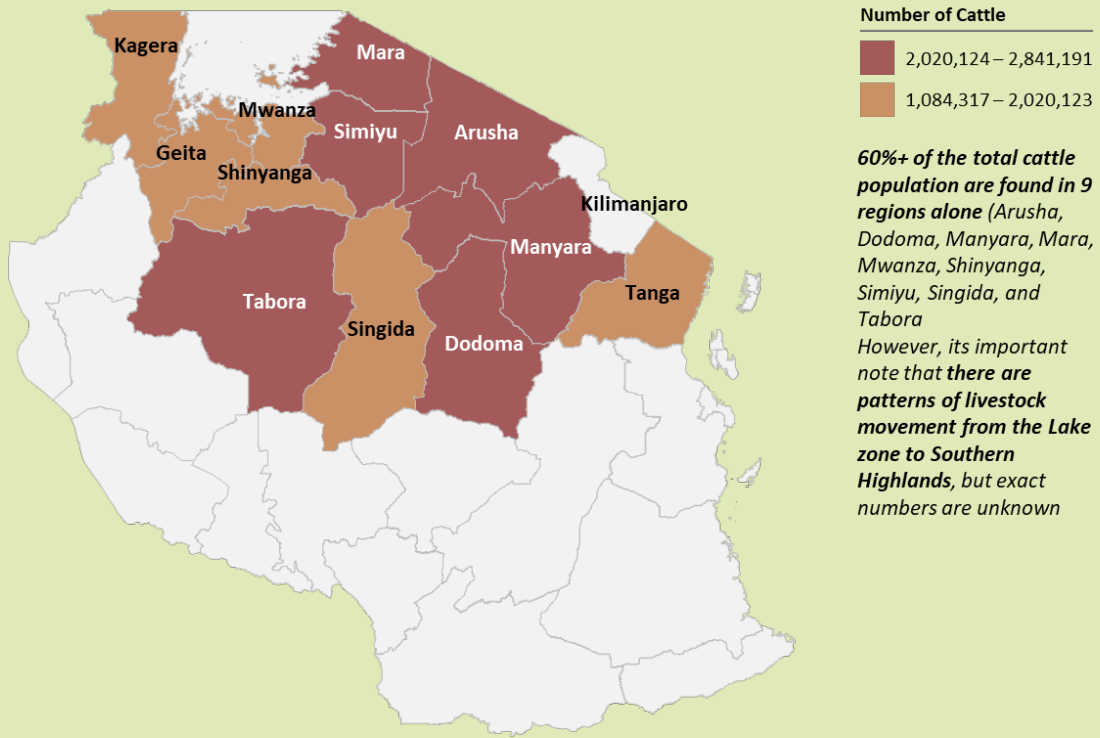 Number of Cattle
2,020,124 – 2,841,191
1,084,317 – 2,020,123
60%+ of the total cattle
population are found in 9
regions alone (Arusha,
Dodoma, Manyara, Mara,
Mwanza, Shinyanga,
Simiyu, Singida, and
Tabora
However, its important
note that there are
patterns of livestock
movement from the Lake
zone to Southern
Highlands, but exact
numbers are unknown
Kagera
Mara
Mwanza
Simiyu
Arusha
Geita
Shinyanga
Kilimanjaro
Manyara
Tabora
Tanga
Singida
Dodoma